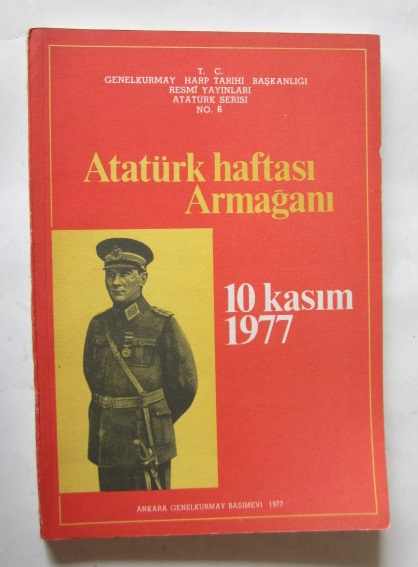 T. C.
GENELKURMAY HARP TARİHİ BAŞKANLIĞI
RESMİ YAYINLARI
ATATÜRK SERİSİ
NO. 6
Atatürk haftası
Armağanı
10 kasım
1977
ANKARA GENELKURMAY BASIMEVİ 1977